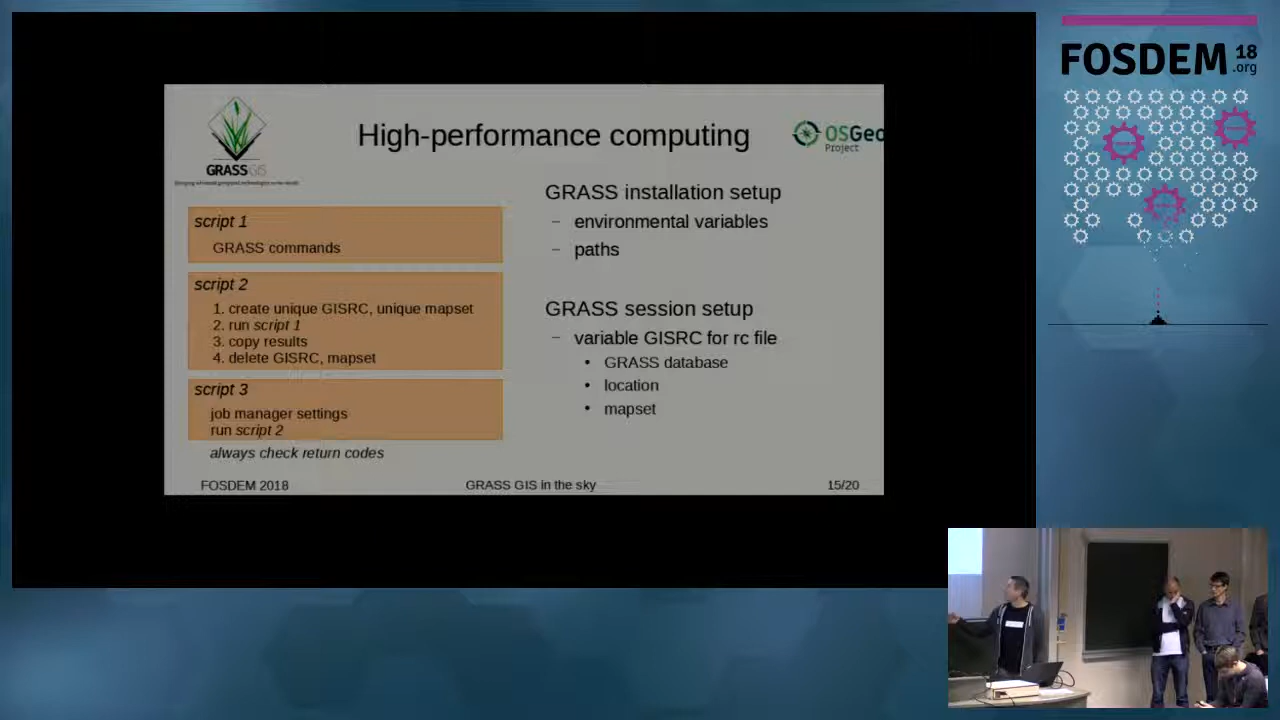 FOSDEM 18
.org
High-performance computing
GRASS GIS
OSGeo
Project
script 1
GRASS commands
script 2
1. create unique GISRC, unique mapset
2. run script 1
3. copy results
4. delete GISRC, mapset
script 3
job manager settings
run script 2
always check return codes
GRASS installation setup
– environmental variables
– paths
GRASS session setup
– variable GISRC for rc file
• GRASS database
• location
• mapset
FOSDEM 2018
GRASS GIS in the sky
15/20